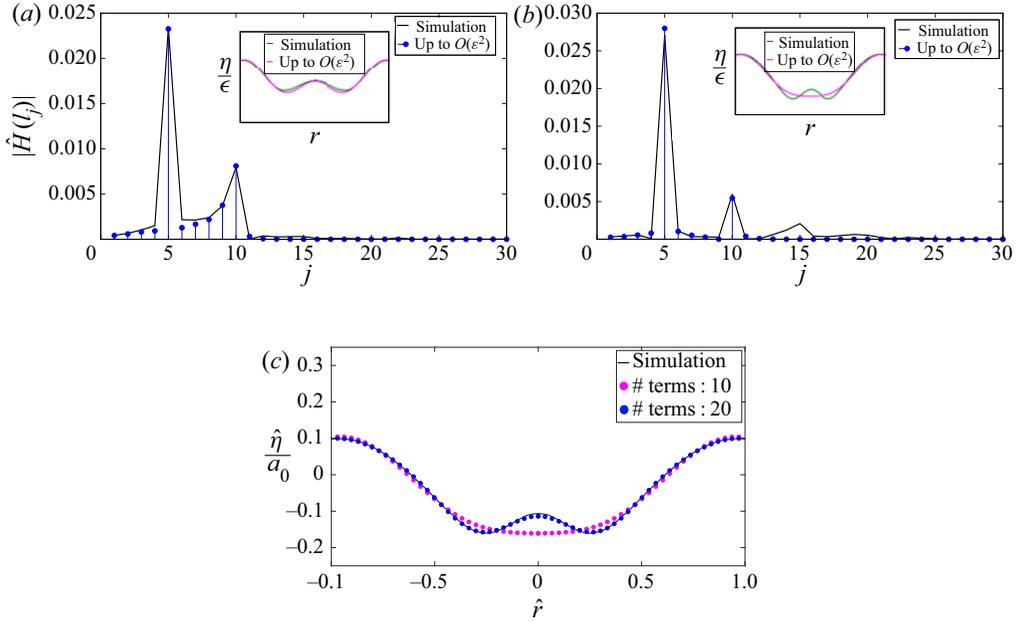 (a)
0.025
0.020
0.015
0.010
0.005
|Ĥ(l_j)|
Simulation
Up to O(ε²)
Simulation
Up to O(ε²)
η/ϵ
r
0 5 10 15 20 25 30
j
(b)
0.030
0.025
0.020
0.015
0.010
0.005
Simulation
Up to O(ε²)
Simulation
Up to O(ε²)
η/ϵ
r
0 5 10 15 20 25 30
j
(c)
0.3
0.1
0
−0.1
−0.2
η̂/a₀
Simulation
# terms : 10
# terms : 20
−0.1 −0.5 0 0.5 1.0
r̂